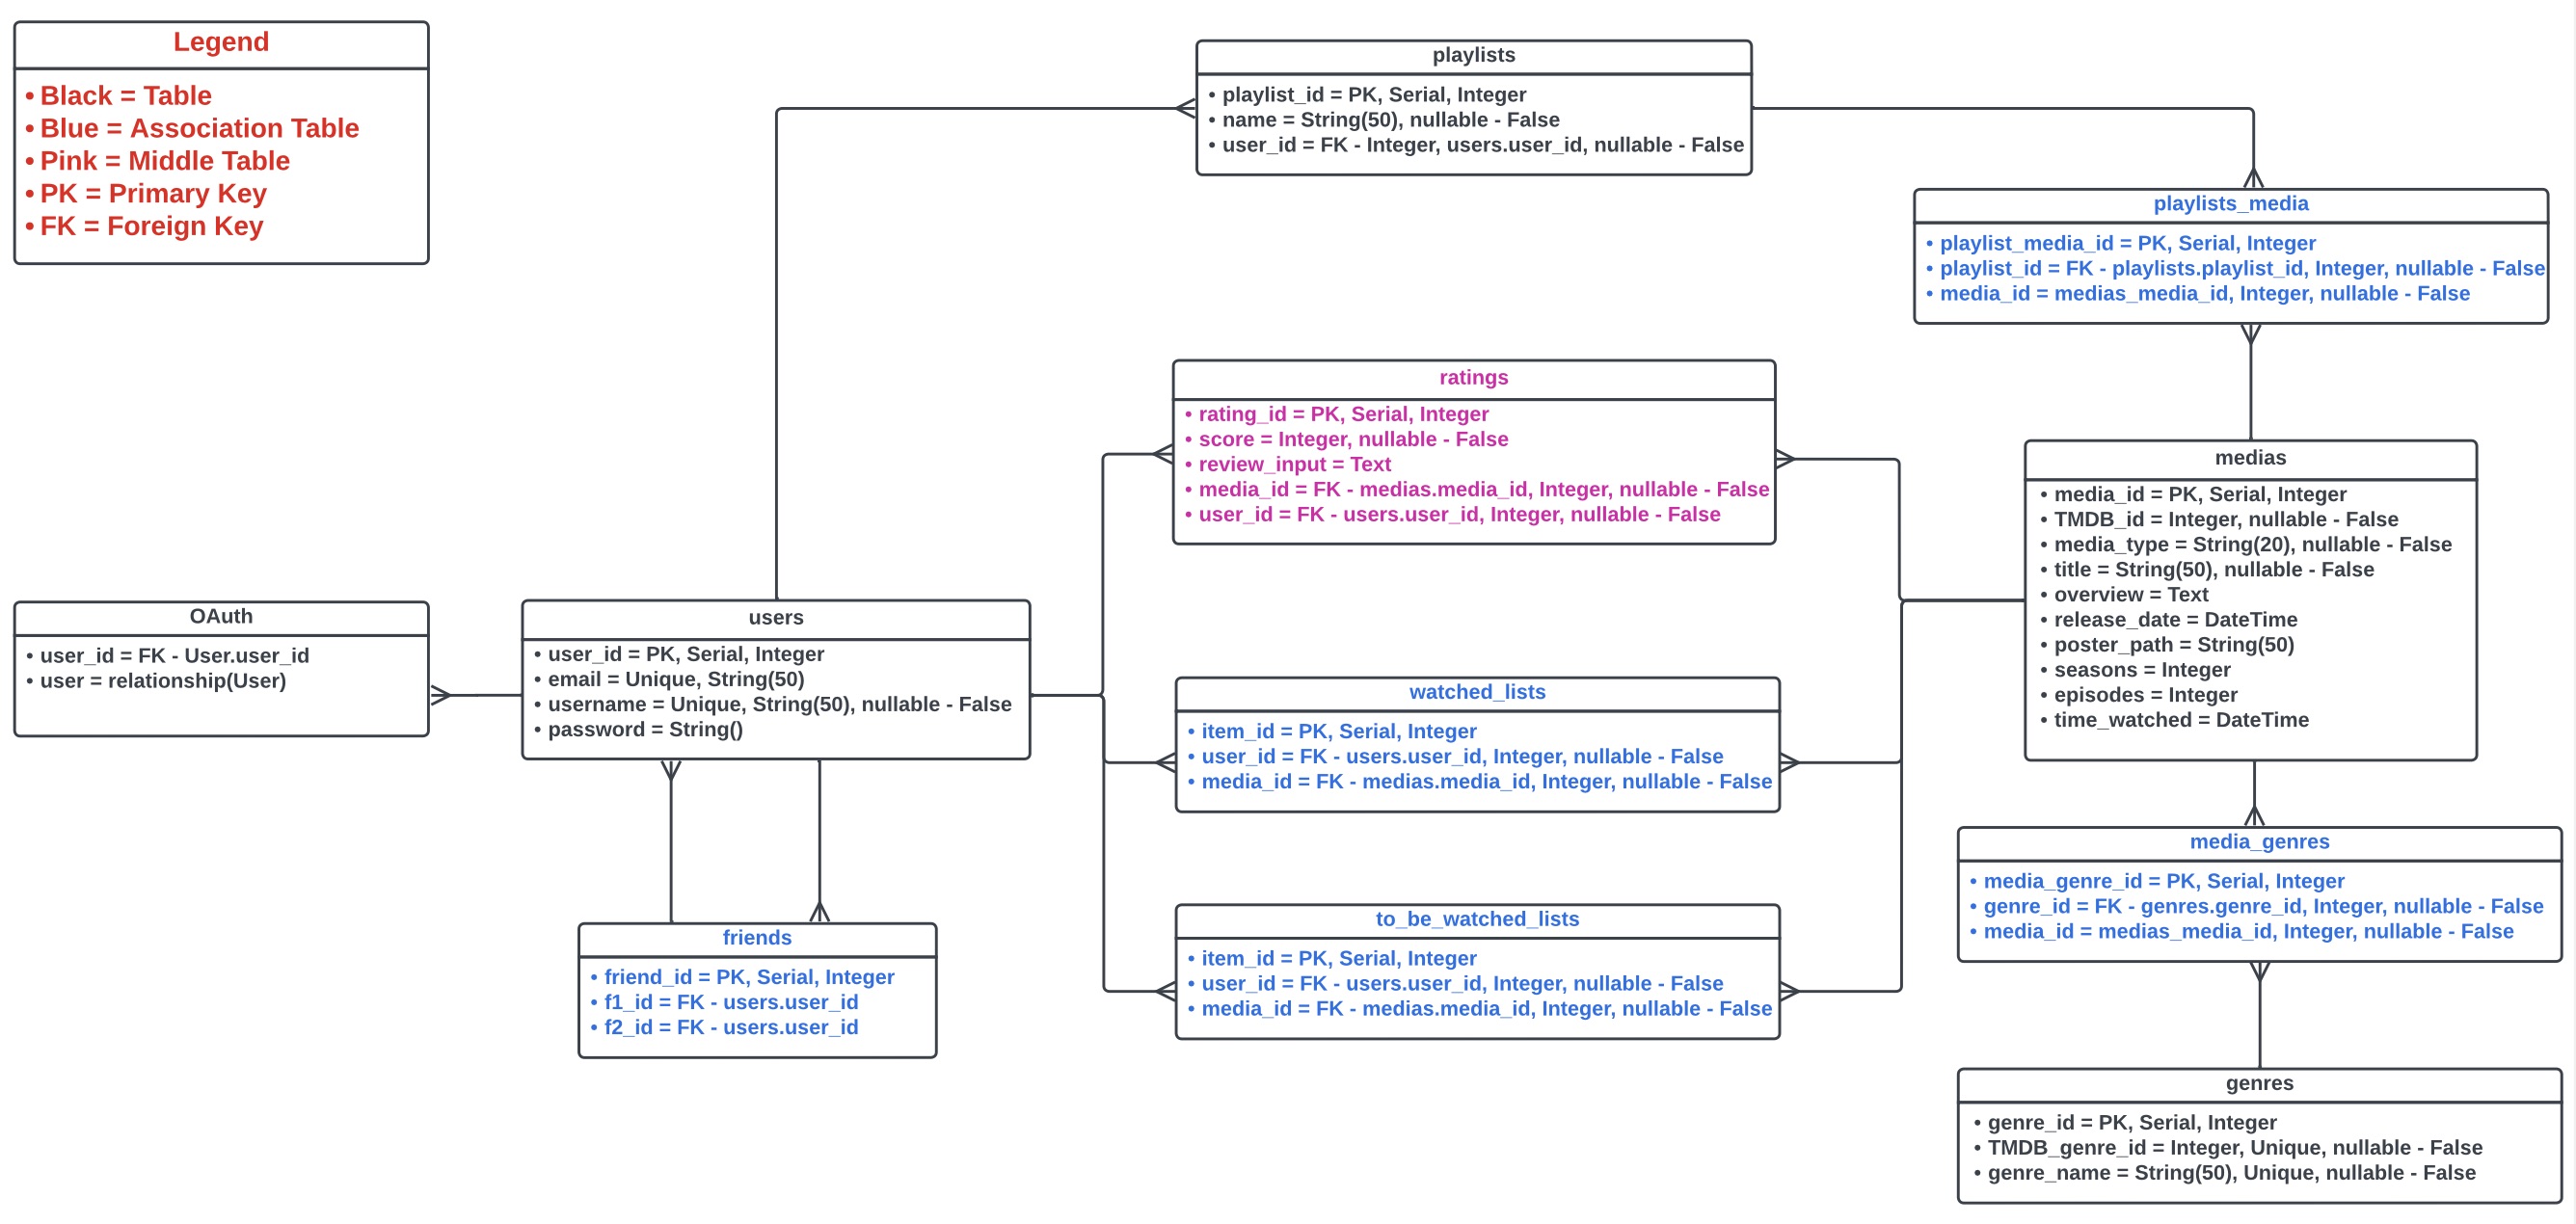 Legend
• Black = Table
• Blue = Association Table
• Pink = Middle Table
• PK = Primary Key
• FK = Foreign Key
playlists
• playlist_id = PK, Serial, Integer
• name = String(50), nullable - False
• user_id = FK - Integer, users.user_id, nullable - False
playlists_media
• playlist_media_id = PK, Serial, Integer
• playlist_id = FK - playlists.playlist_id, Integer, nullable - False
• media_id = medias_media_id, Integer, nullable - False
ratings
• rating_id = PK, Serial, Integer
• score = Integer, nullable - False
• review_input = Text
• media_id = FK - medias.media_id, Integer, nullable - False
• user_id = FK - users.user_id, Integer, nullable - False
medias
• media_id = PK, Serial, Integer
• TMDB_id = Integer, nullable - False
• media_type = String(20), nullable - False
• title = String(50), nullable - False
• overview = Text
• release_date = DateTime
• poster_path = String(50)
• seasons = Integer
• episodes = Integer
• time_watched = DateTime
OAuth
• user_id = FK - User.user_id
• user = relationship(User)
users
• user_id = PK, Serial, Integer
• email = Unique, String(50)
• username = Unique, String(50), nullable - False
• password = String()
watched_lists
• item_id = PK, Serial, Integer
• user_id = FK - users.user_id, Integer, nullable - False
• media_id = FK - medias.media_id, Integer, nullable - False
media_genres
• media_genre_id = PK, Serial, Integer
• genre_id = FK - genres.genre_id, Integer, nullable - False
• media_id = medias_media_id, Integer, nullable - False
friends
• friend_id = PK, Serial, Integer
• f1_id = FK - users.user_id
• f2_id = FK - users.user_id
to_be_watched_lists
• item_id = PK, Serial, Integer
• user_id = FK - users.user_id, Integer, nullable - False
• media_id = FK - medias.media_id, Integer, nullable - False
genres
• genre_id = PK, Serial, Integer
• TMDB_genre_id = Integer, Unique, nullable - False
• genre_name = String(50), Unique, nullable - False